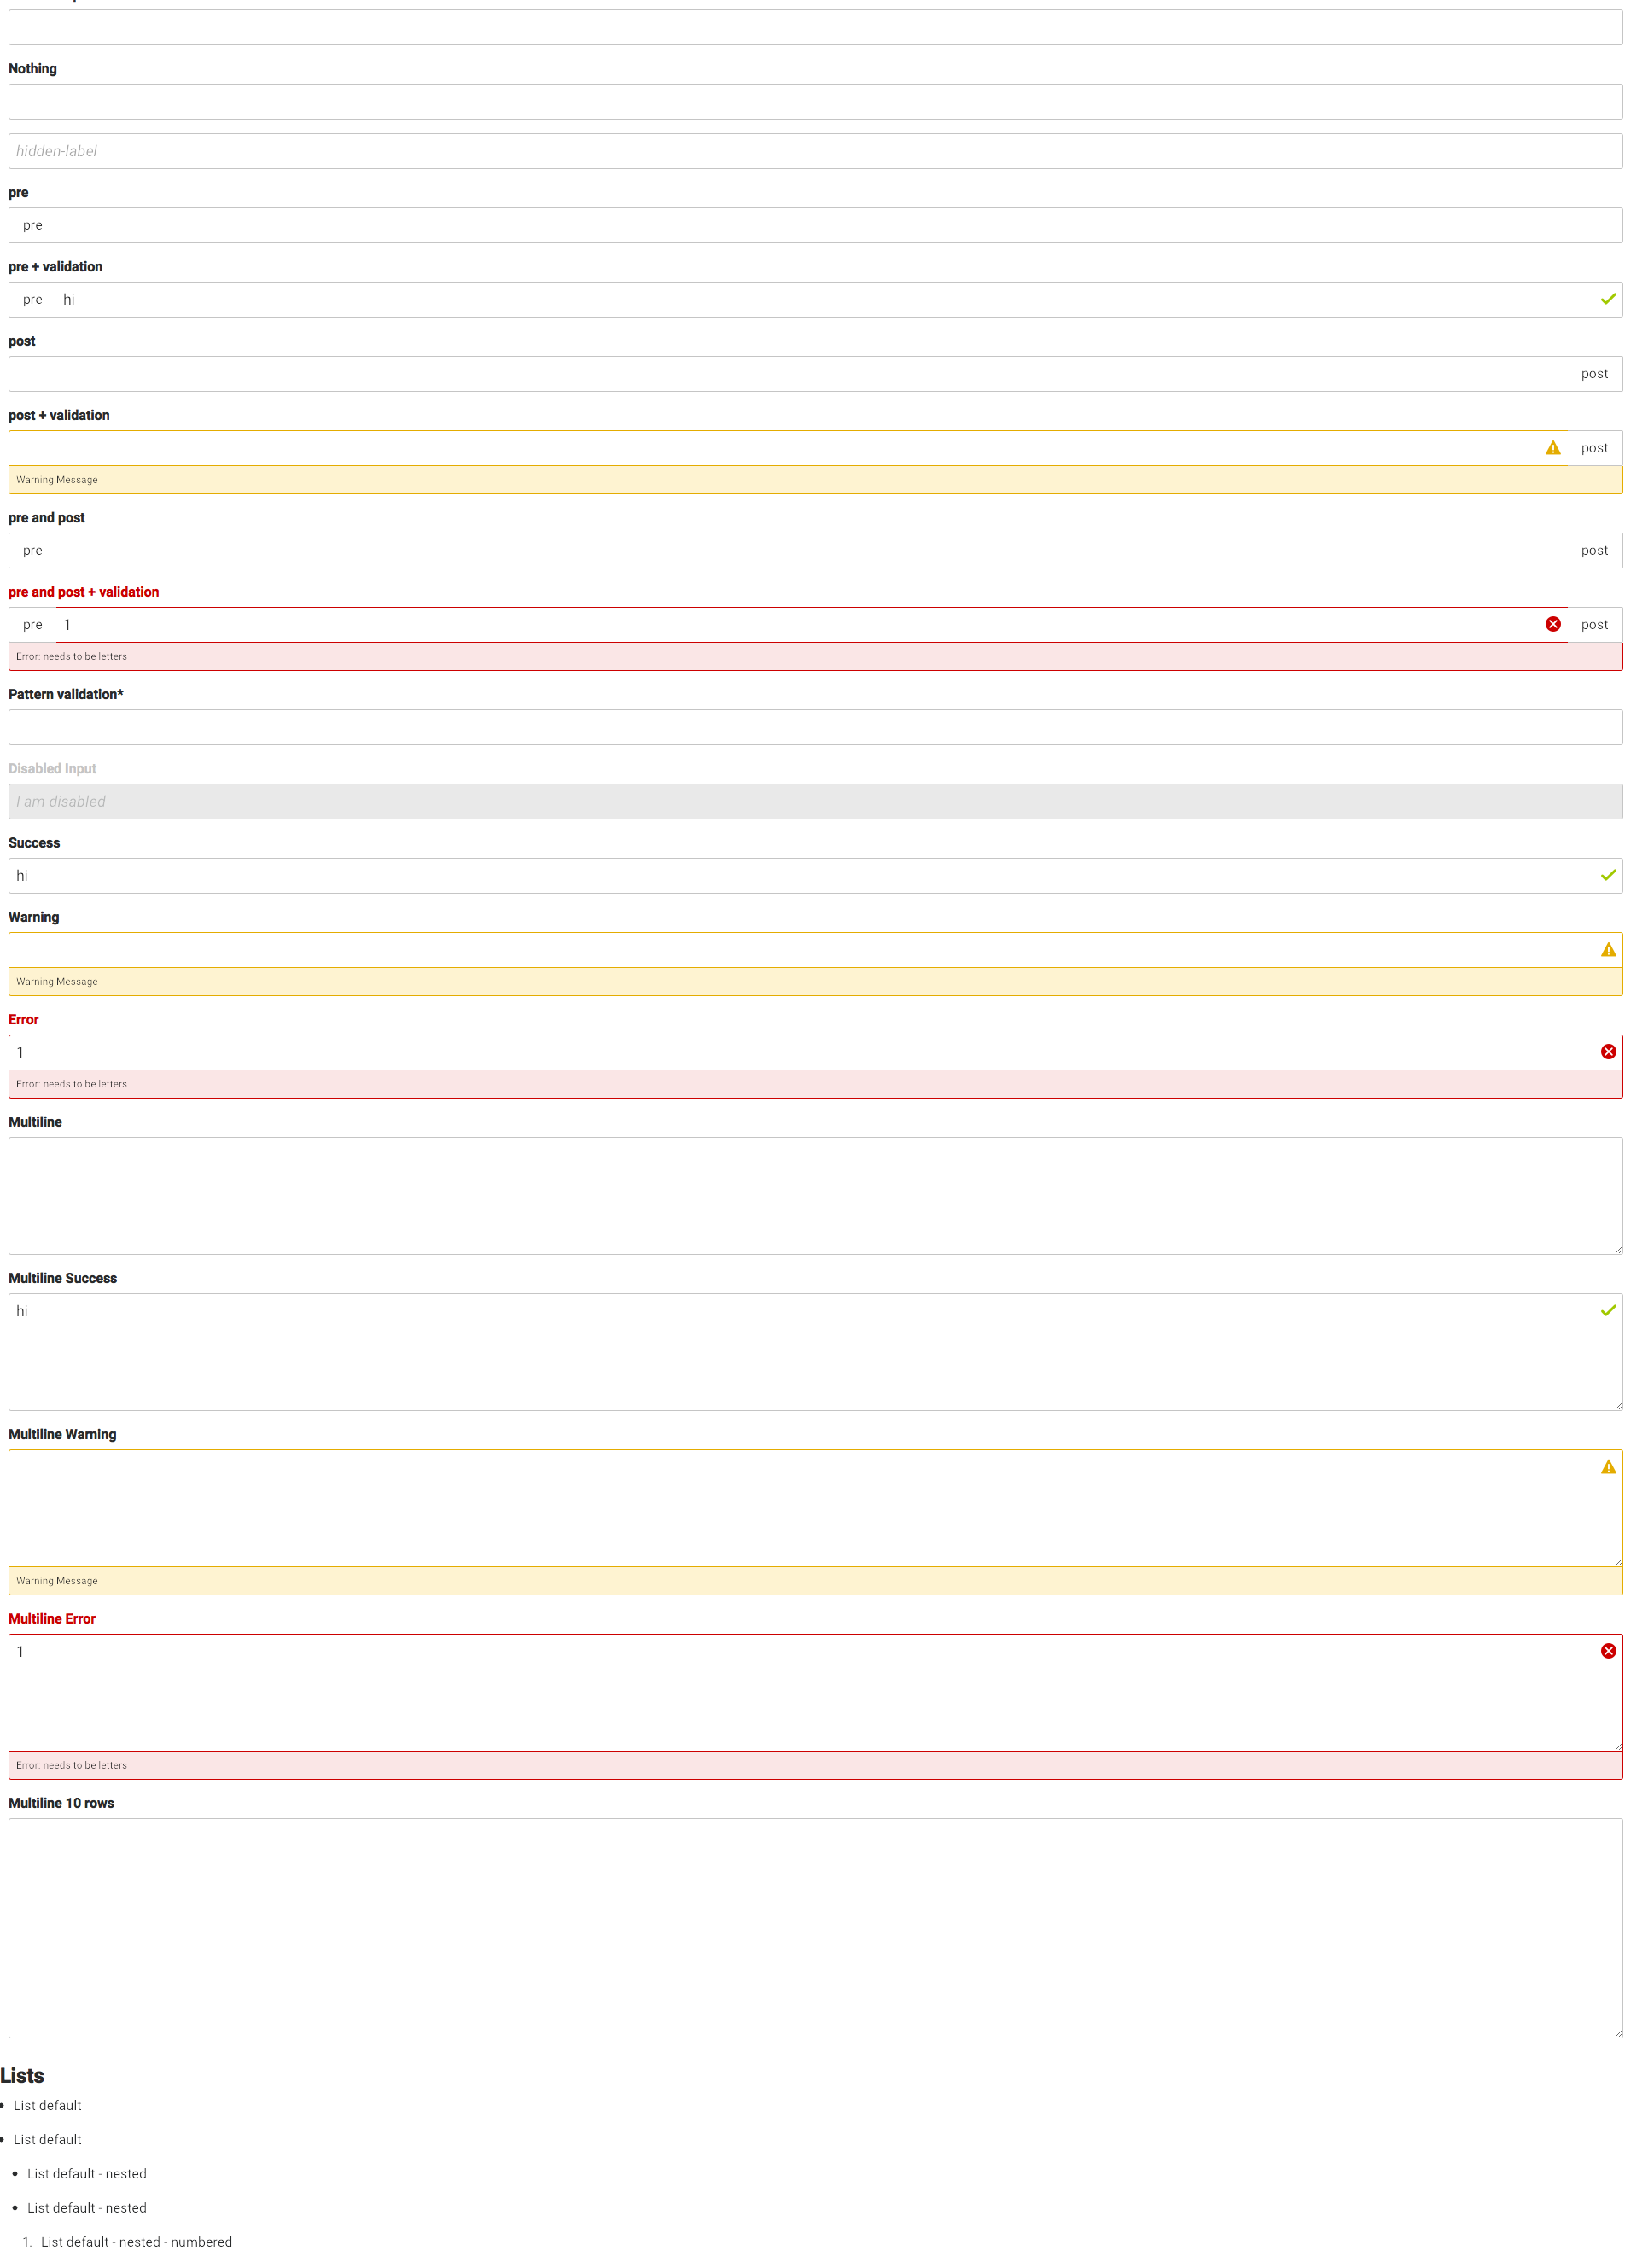 Nothing
hidden-label
pre
pre
pre + validation
pre hi
post
post
post + validation
post
Warning Message
pre and post
pre post
pre and post + validation
pre 1 post
Error: needs to be letters
Pattern validation*
Disabled Input
I am disabled
Success
hi
Warning
Warning Message
Error
1
Error: needs to be letters
Multiline
Multiline Success
hi
Multiline Warning
Warning Message
Multiline Error
1
Error: needs to be letters
Multiline 10 rows
Lists
• List default
• List default
• List default - nested
• List default - nested
1. List default - nested - numbered